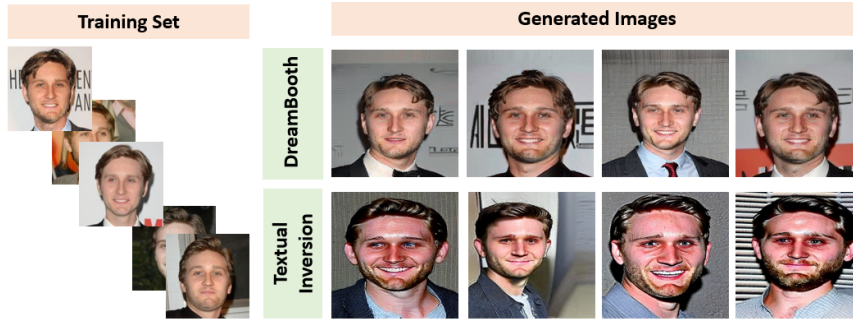 Training Set
Generated Images
DreamBooth
Textual
Inversion